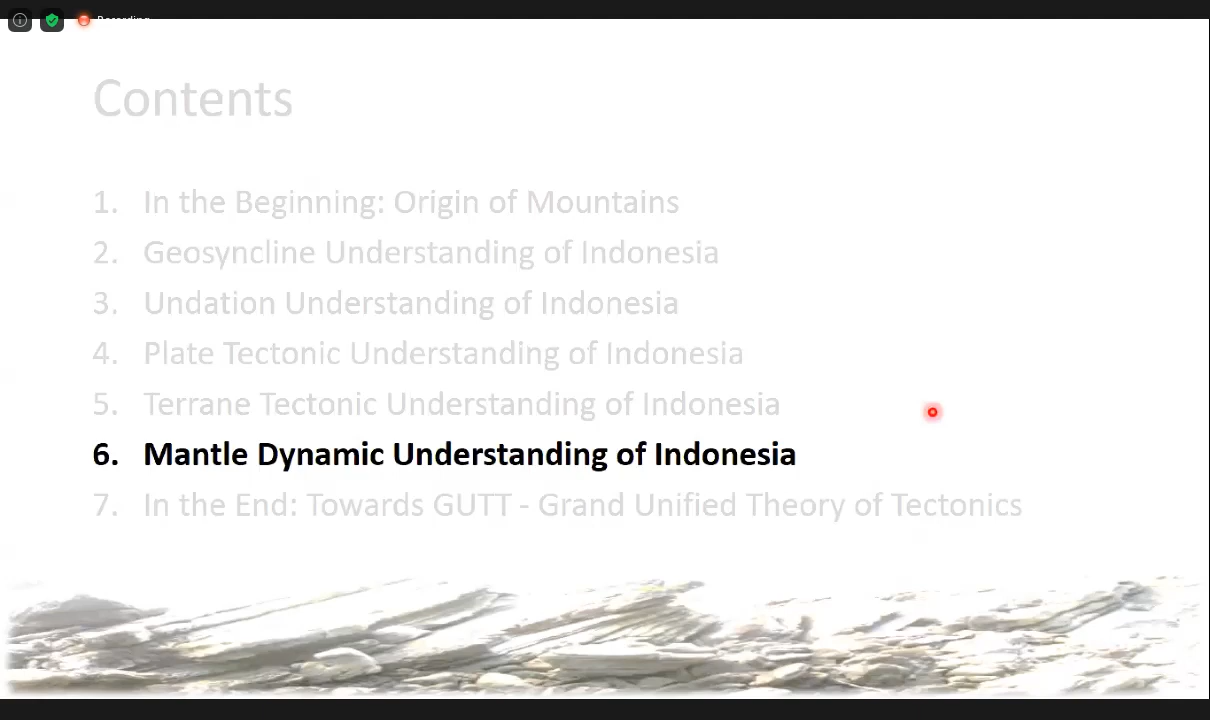 Recording
Contents
1. In the Beginning: Origin of Mountains
2. Geosyncline Understanding of Indonesia
3. Undation Understanding of Indonesia
4. Plate Tectonic Understanding of Indonesia
5. Terrane Tectonic Understanding of Indonesia
6. Mantle Dynamic Understanding of Indonesia
7. In the End: Towards GUTT - Grand Unified Theory of Tectonics